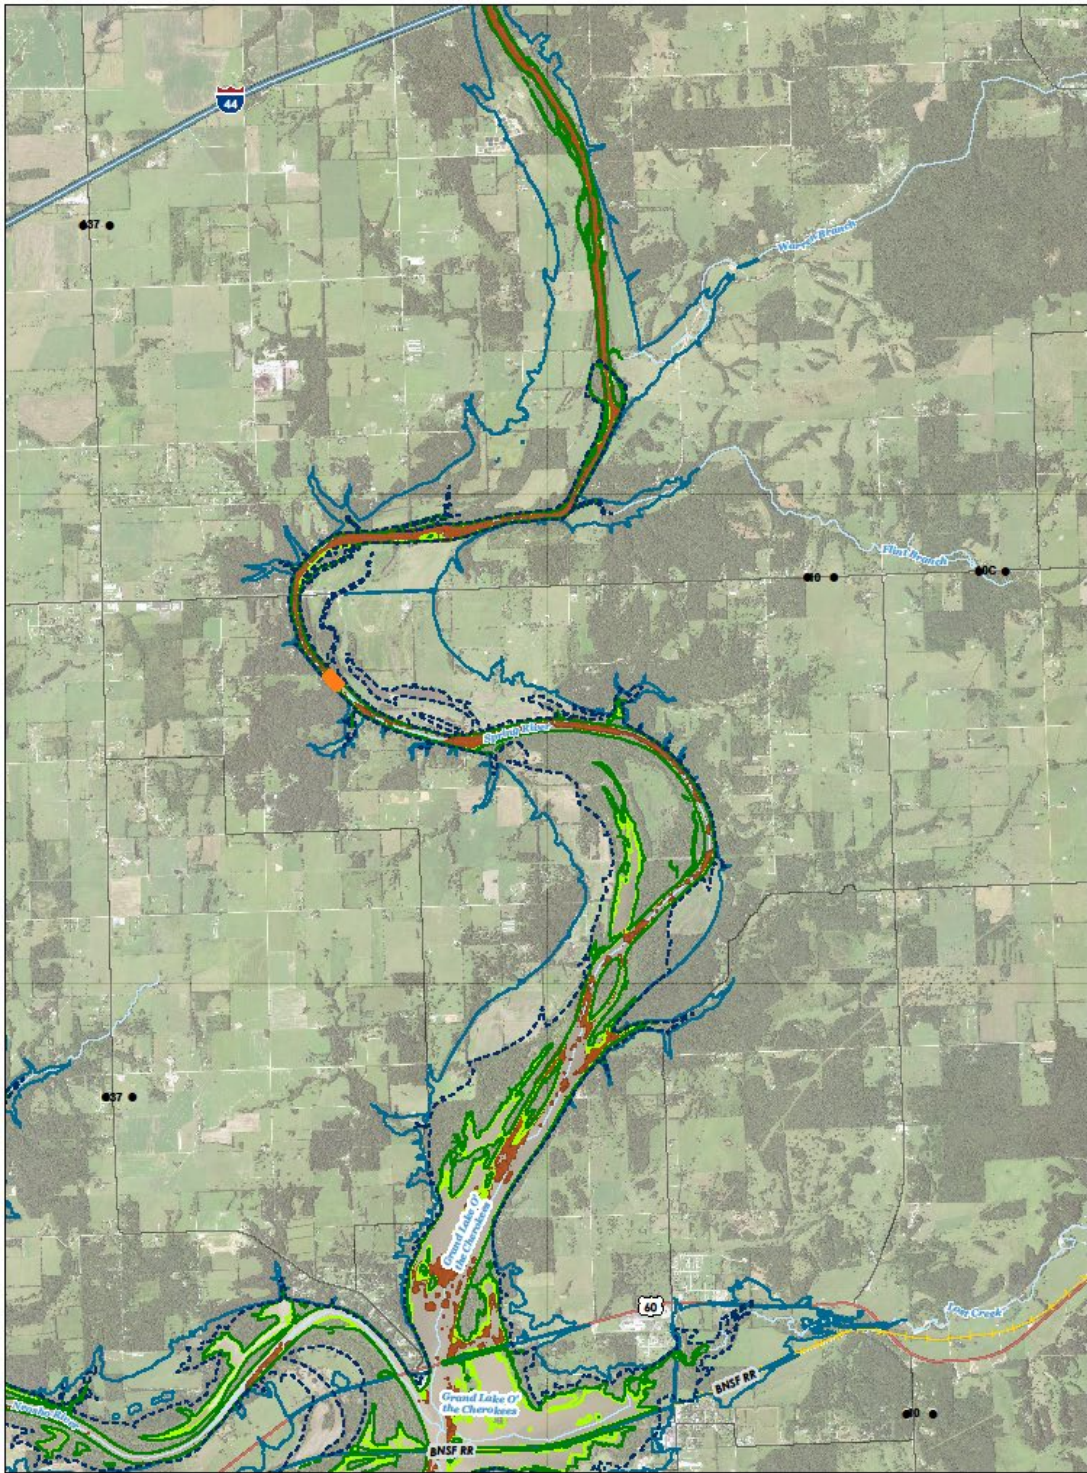 44
37
Warren Branch
Flint Branch
10
10C
Spring River
37
Grand Lake O'
the Cherokees
60
Lost Creek
Grand Lake O'
the Cherokees
BNSF RR
Neosho River
10
BNSF RR